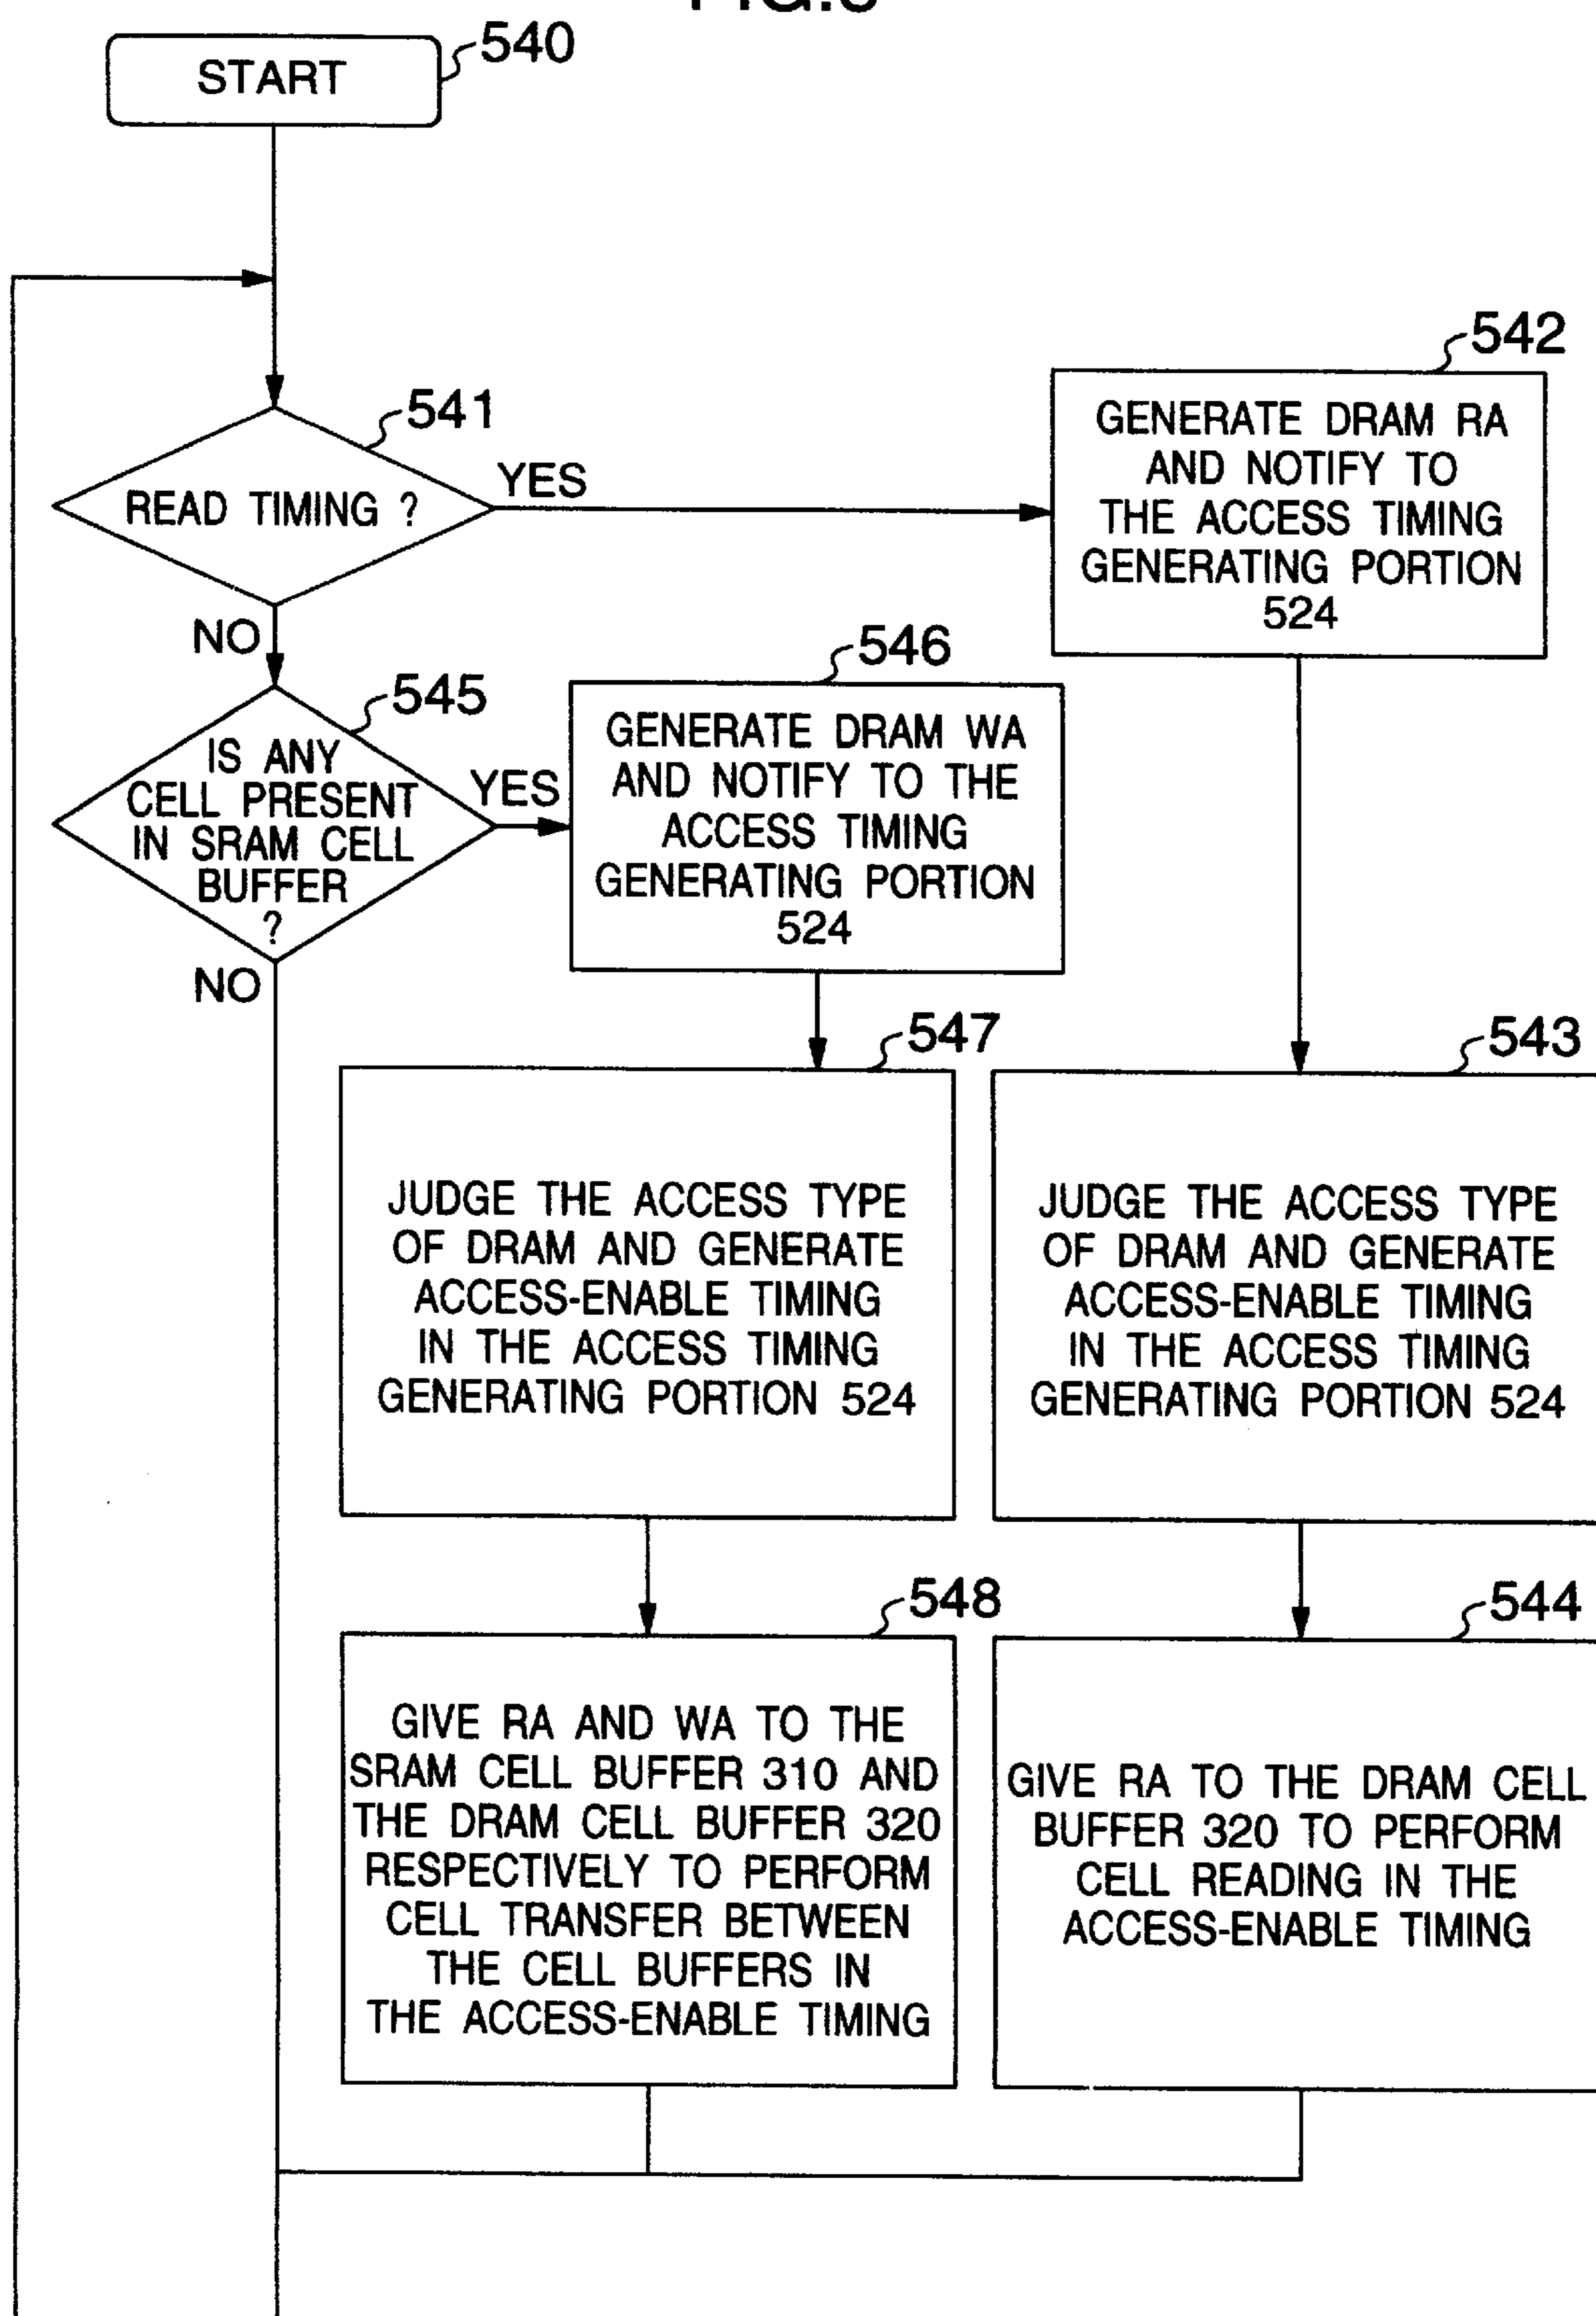 START
540
541
READ TIMING ?
YES
NO
542
GENERATE DRAM RA
AND NOTIFY TO
THE ACCESS TIMING
GENERATING PORTION
524
545
IS ANY
CELL PRESENT
IN SRAM CELL
BUFFER
?
YES
NO
546
GENERATE DRAM WA
AND NOTIFY TO THE
ACCESS TIMING
GENERATING PORTION
524
547
JUDGE THE ACCESS TYPE
OF DRAM AND GENERATE
ACCESS-ENABLE TIMING
IN THE ACCESS TIMING
GENERATING PORTION 524
543
JUDGE THE ACCESS TYPE
OF DRAM AND GENERATE
ACCESS-ENABLE TIMING
IN THE ACCESS TIMING
GENERATING PORTION 524
548
GIVE RA AND WA TO THE
SRAM CELL BUFFER 310 AND
THE DRAM CELL BUFFER 320
RESPECTIVELY TO PERFORM
CELL TRANSFER BETWEEN
THE CELL BUFFERS IN
THE ACCESS-ENABLE TIMING
544
GIVE RA TO THE DRAM CELL
BUFFER 320 TO PERFORM
CELL READING IN THE
ACCESS-ENABLE TIMING